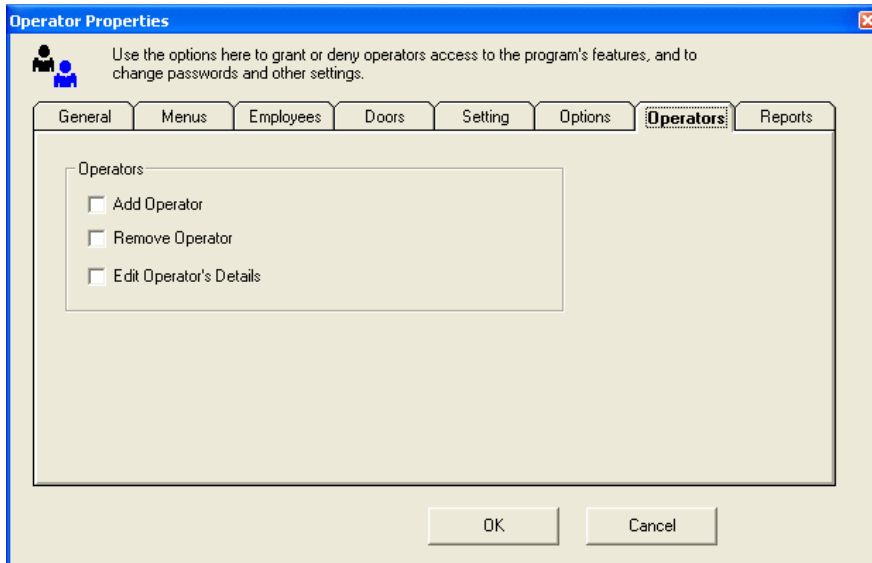 Operator Properties
Use the options here to grant or deny operators access to the program's features, and to
change passwords and other settings.
General Menus Employees Doors Setting Options Operators Reports
Operators
Add Operator
Remove Operator
Edit Operator's Details
OK Cancel